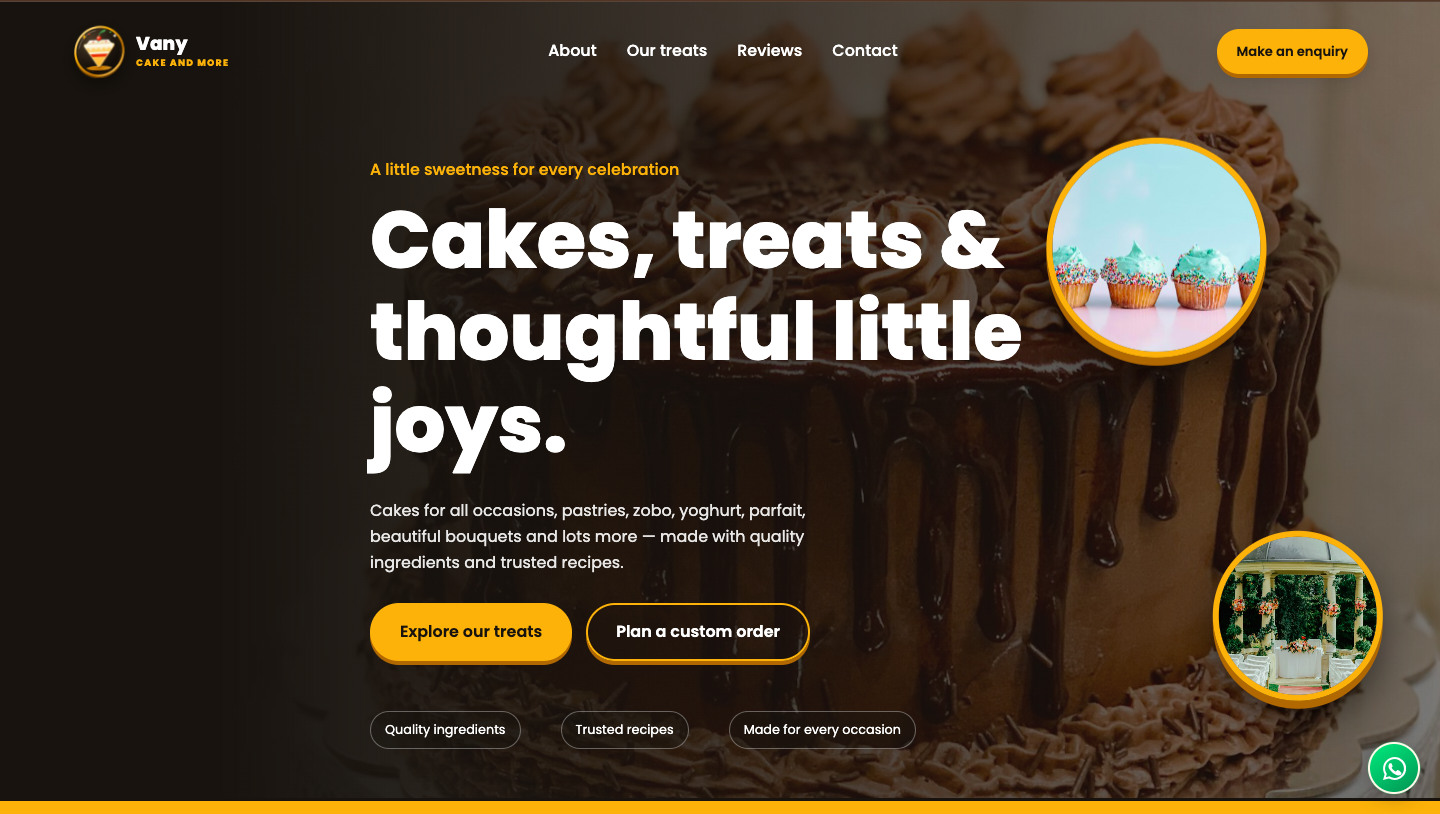 Vany
CAKE AND MORE
About
Our treats
Reviews
Contact
Make an enquiry
A little sweetness for every celebration
Cakes, treats &
thoughtful little
joys.
Cakes for all occasions, pastries, zobo, yoghurt, parfait,
beautiful bouquets and lots more — made with quality
ingredients and trusted recipes.
Explore our treats
Plan a custom order
Quality ingredients
Trusted recipes
Made for every occasion